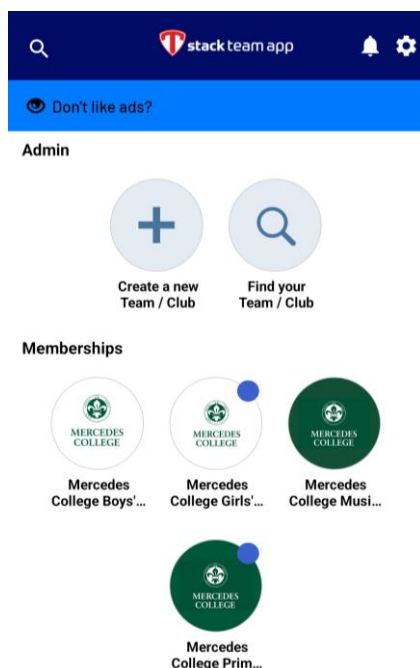 stack team app
Don't like ads?
Admin
Create a new
Team / Club
Find your
Team / Club
Memberships
MERCEDES
COLLEGE
MERCEDES
COLLEGE
MERCEDES
COLLEGE
Mercedes
College Boys'...
Mercedes
College Girls'...
Mercedes
College Musi...
MERCEDES
COLLEGE
Mercedes
College Prim...